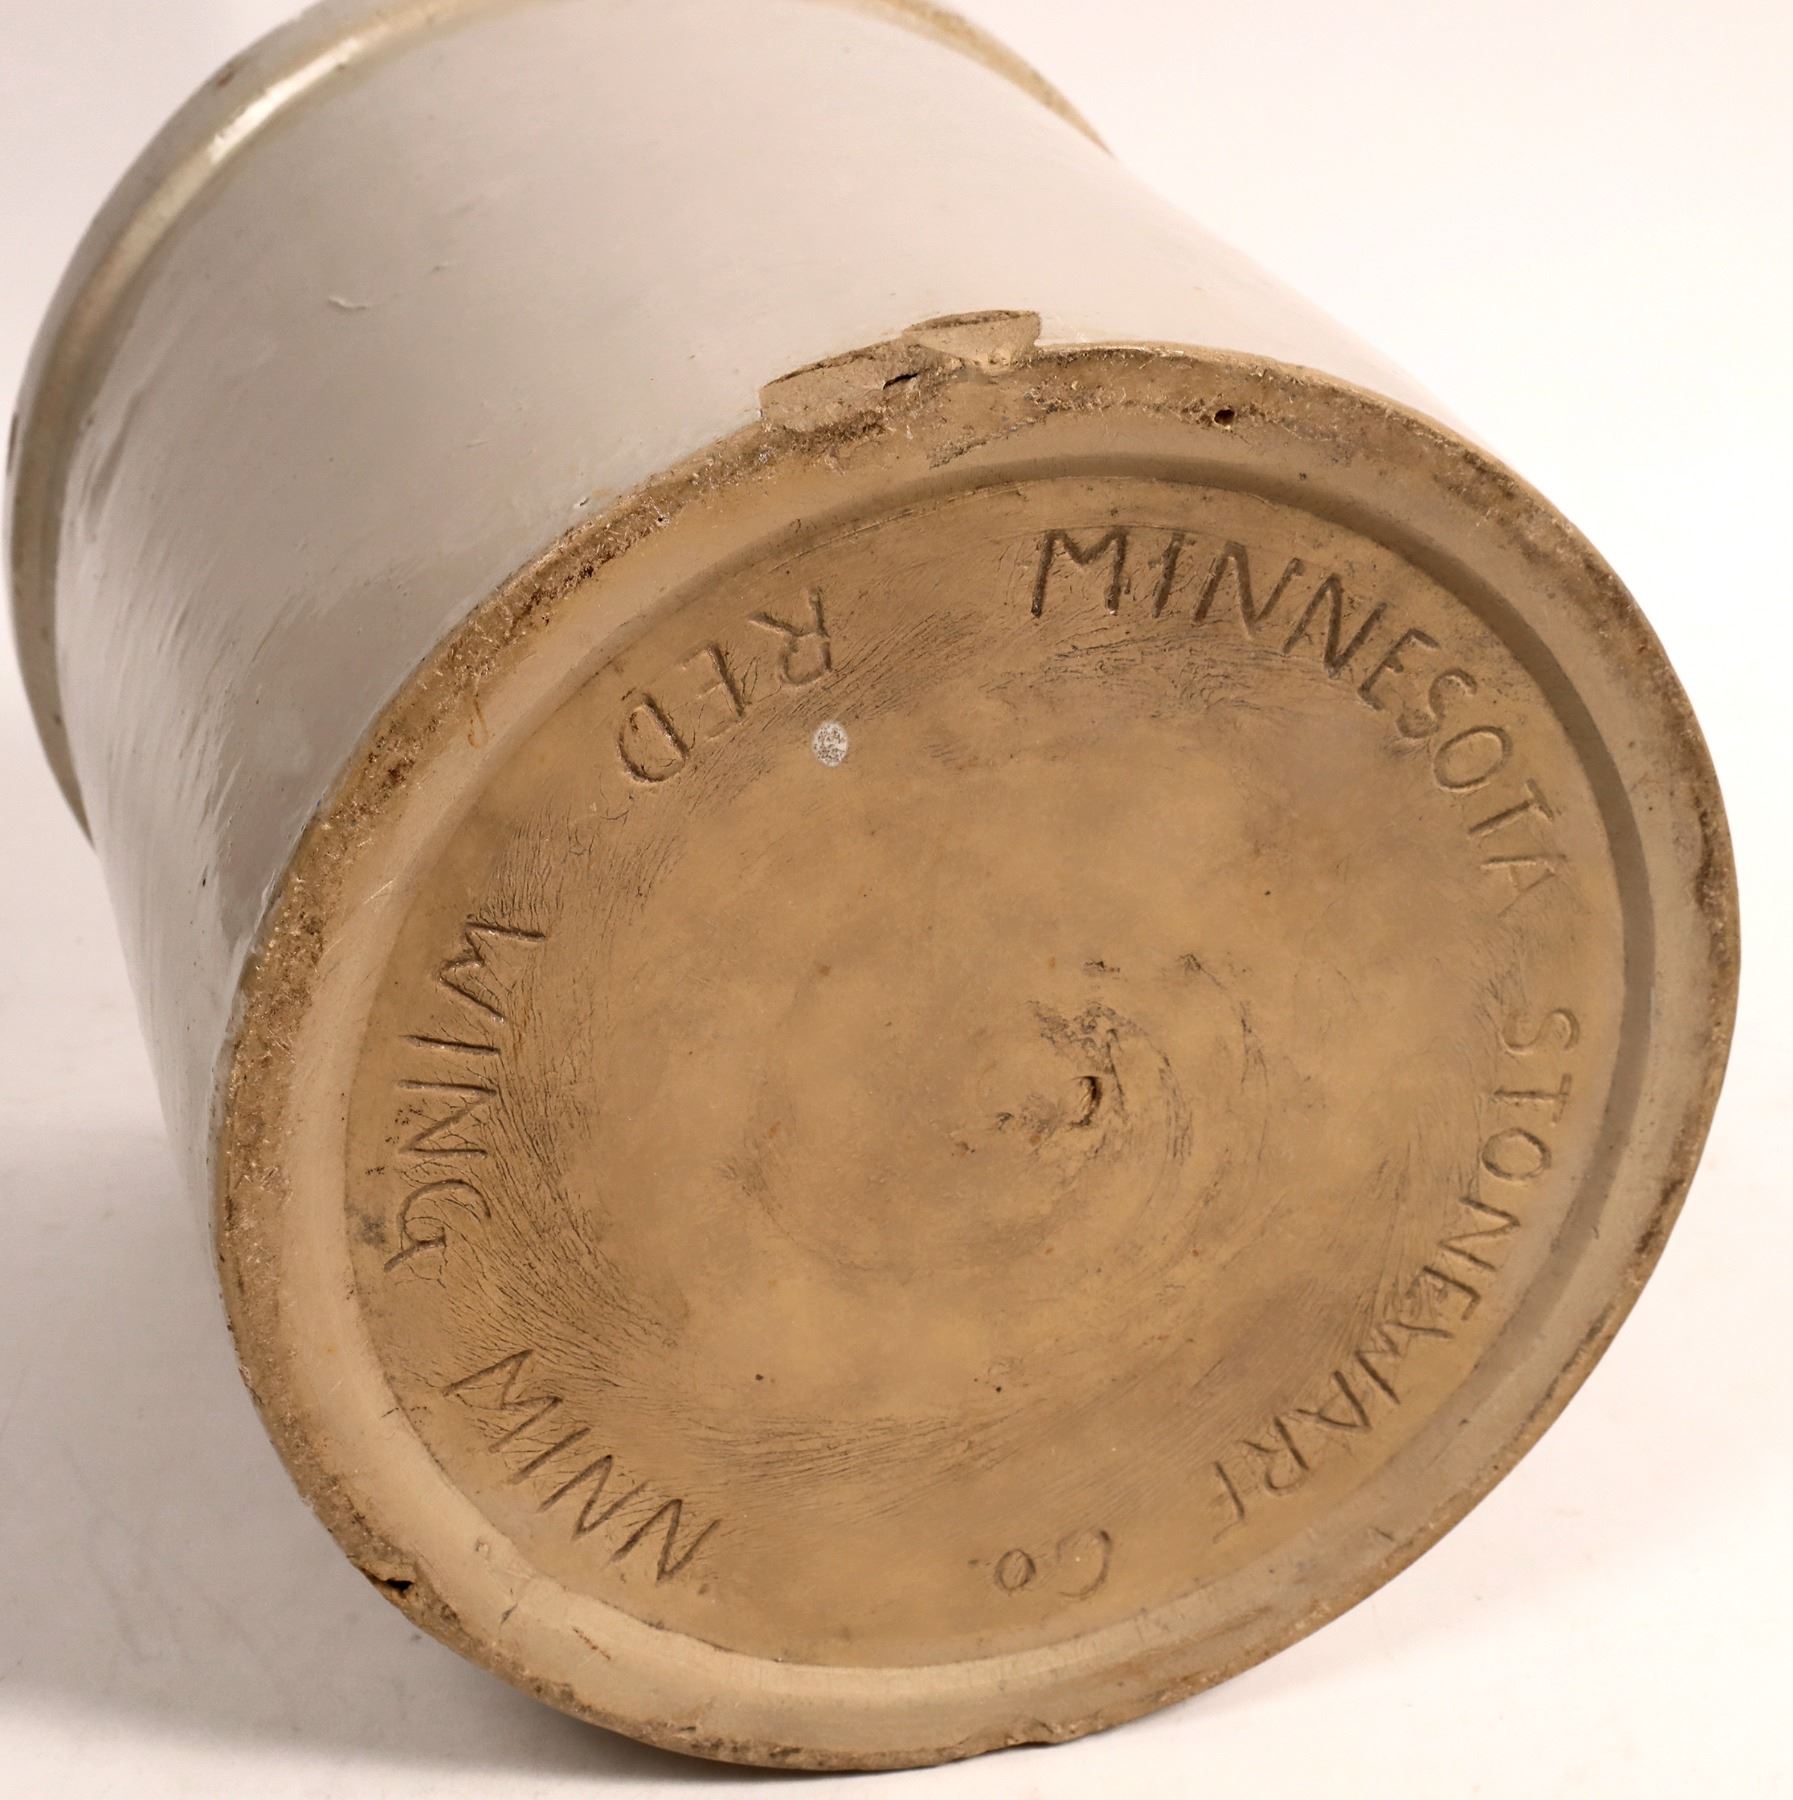 MINNESOTA STONEWARE Co.
RED WING MINN.